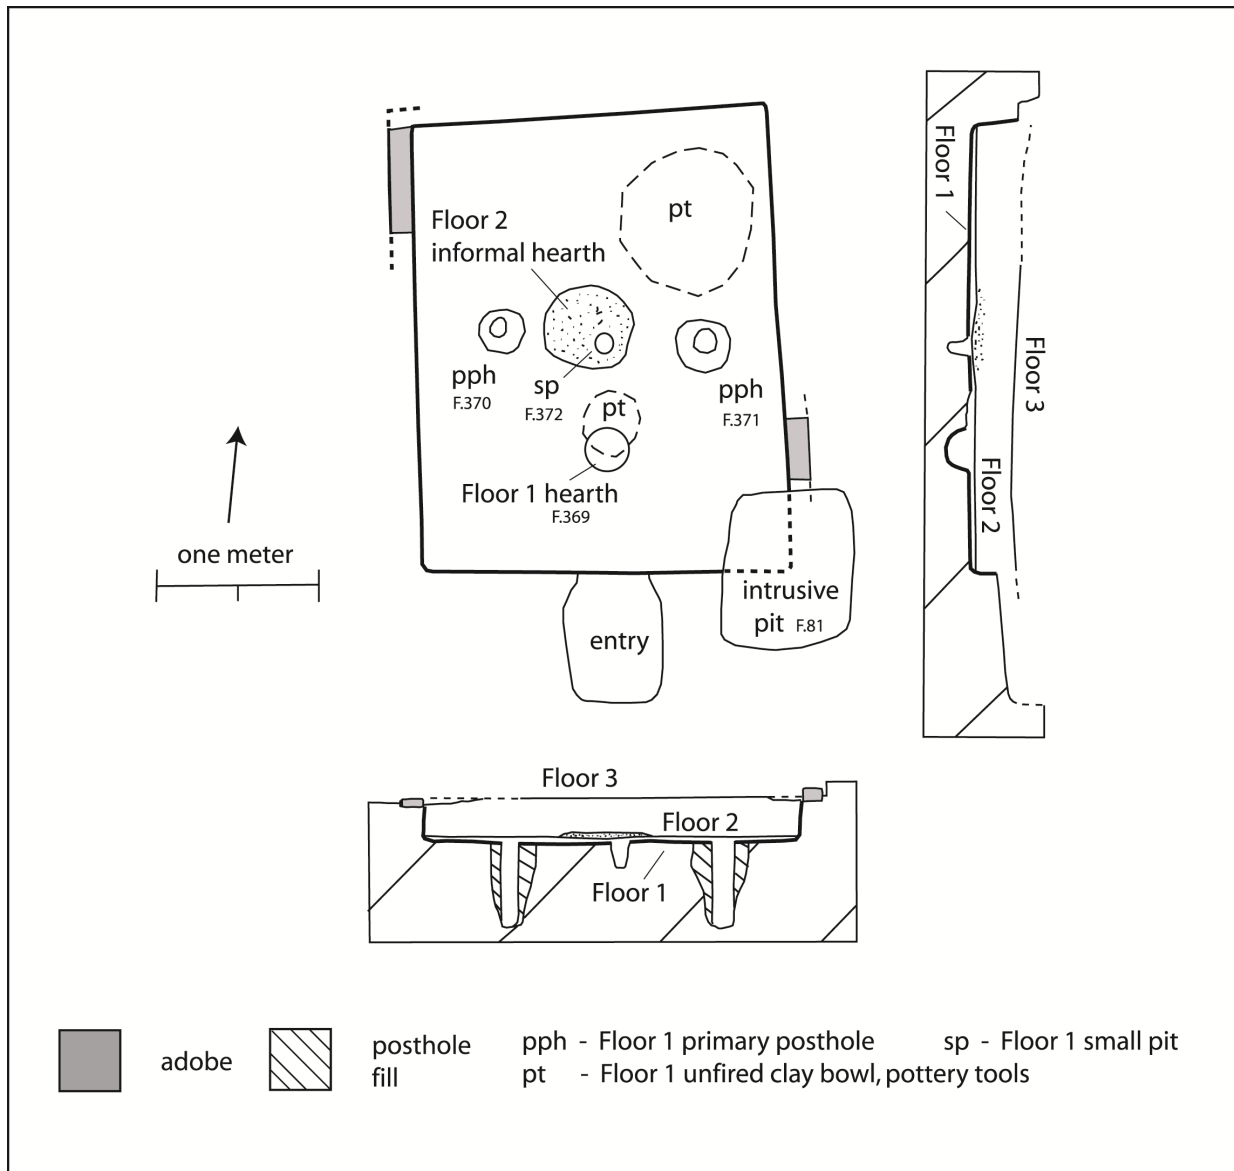 pt
Floor 2
informal hearth
pph
F.370
sp
F.372
pt
pph
F.371
Floor 1 hearth
F.369
one meter
intrusive
pit F.81
entry
Floor 1
Floor 3
Floor 2
Floor 3
Floor 2
Floor 1
adobe
posthole
fill
pph - Floor 1 primary posthole
sp - Floor 1 small pit
pt - Floor 1 unfired clay bowl, pottery tools